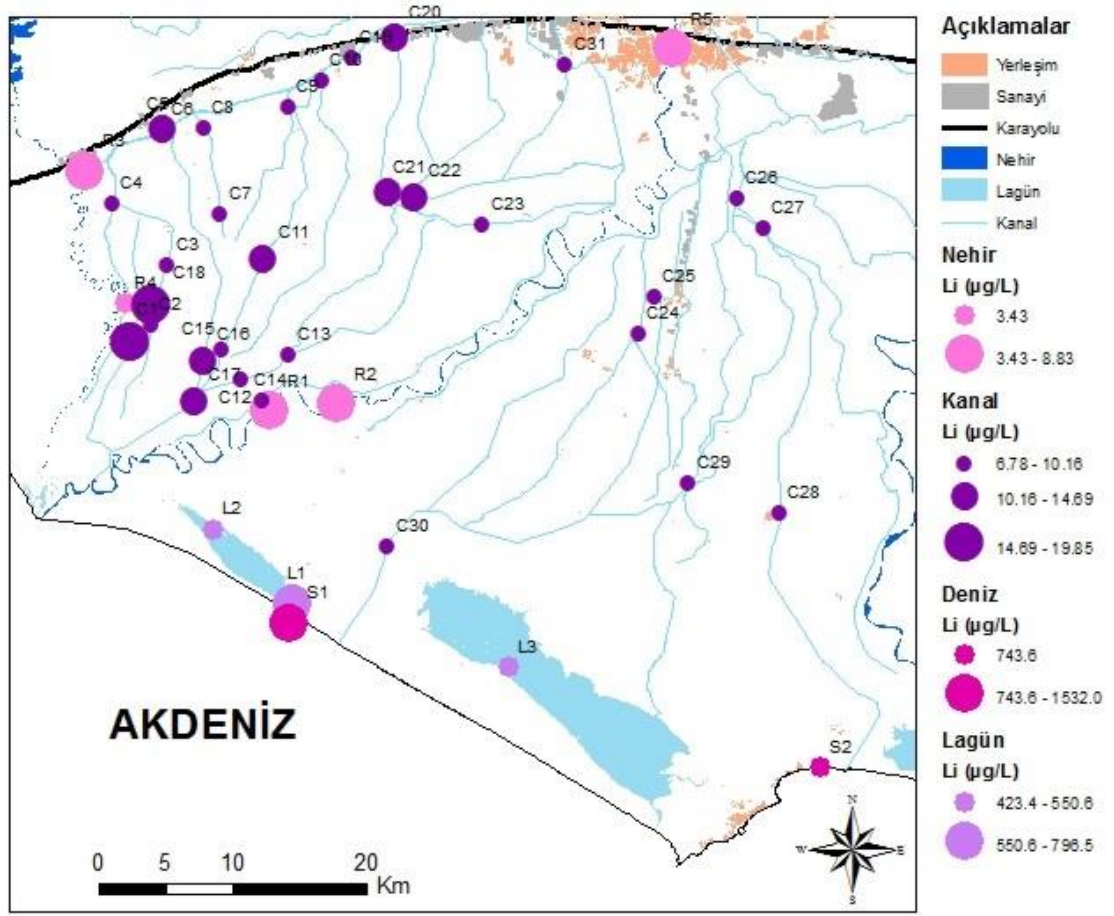 C20
R5
C19
C31
C10
C9
C5
C6
C8
R3
C21
C22
C4
C26
C7
C23
C27
C11
C3
C18
C25
R4
C2
C1
C24
C15
C16
C13
C17
C14
R1
R2
C12
C29
C28
L2
C30
L1
S1
L3
AKDENİZ
S2
N
W
E
S
0
5
10
20
Km
Açıklamalar
Yerleşim
Sanayi
Karayolu
Nehir
Lagün
Kanal
Nehir
Li (µg/L)
3.43
3.43 - 8.83
Kanal
Li (µg/L)
6.78 - 10.16
10.16 - 14.69
14.69 - 19.85
Deniz
Li (µg/L)
743.6
743.6 - 1532.0
Lagün
Li (µg/L)
423.4 - 550.6
550.6 - 796.5